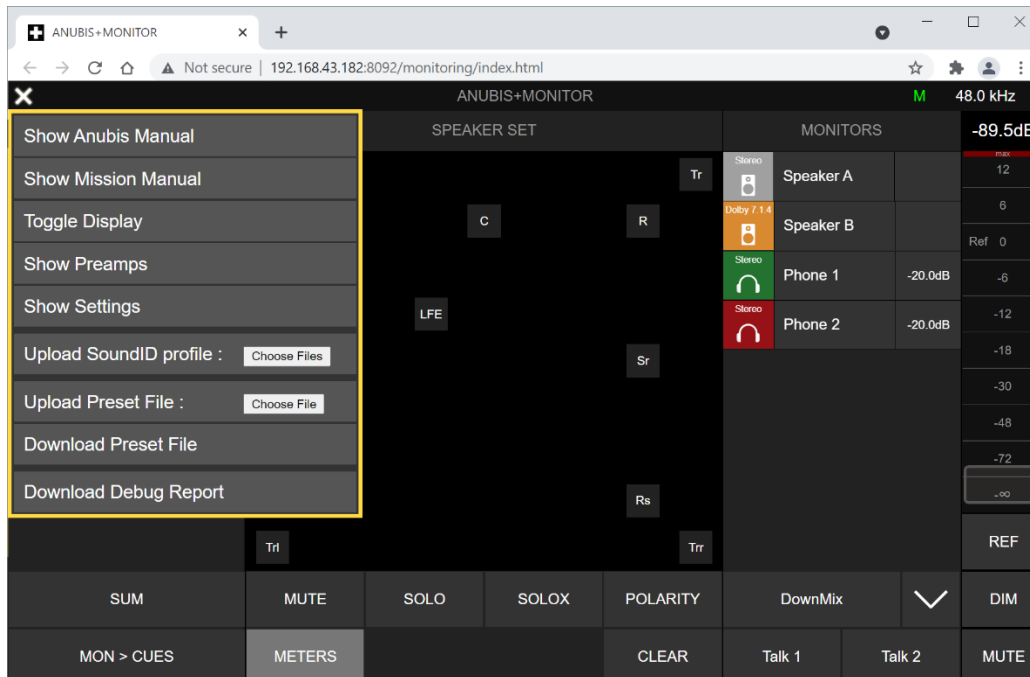 ANUBIS+MONITOR
Not secure | 192.168.43.182:8092/monitoring/index.html
ANUBIS+MONITOR M 48.0 kHz
Show Anubis Manual
Show Mission Manual
Toggle Display
Show Preamps
Show Settings
Upload SoundID profile : Choose Files
Upload Preset File : Choose File
Download Preset File
Download Debug Report
SPEAKER SET
Tr
C R
LFE
Sr
Rs
Trl Trr
MONITORS
Stereo Speaker A
Dolby 7.1.4 Speaker B
Stereo Phone 1 -20.0dB
Stereo Phone 2 -20.0dB
-89.5dB
max
12
6
Ref 0
-6
-12
-18
-30
-48
-72
-∞
REF
SUM MUTE SOLO SOLOX POLARITY DownMix DIM
MON > CUES METERS CLEAR Talk 1 Talk 2 MUTE